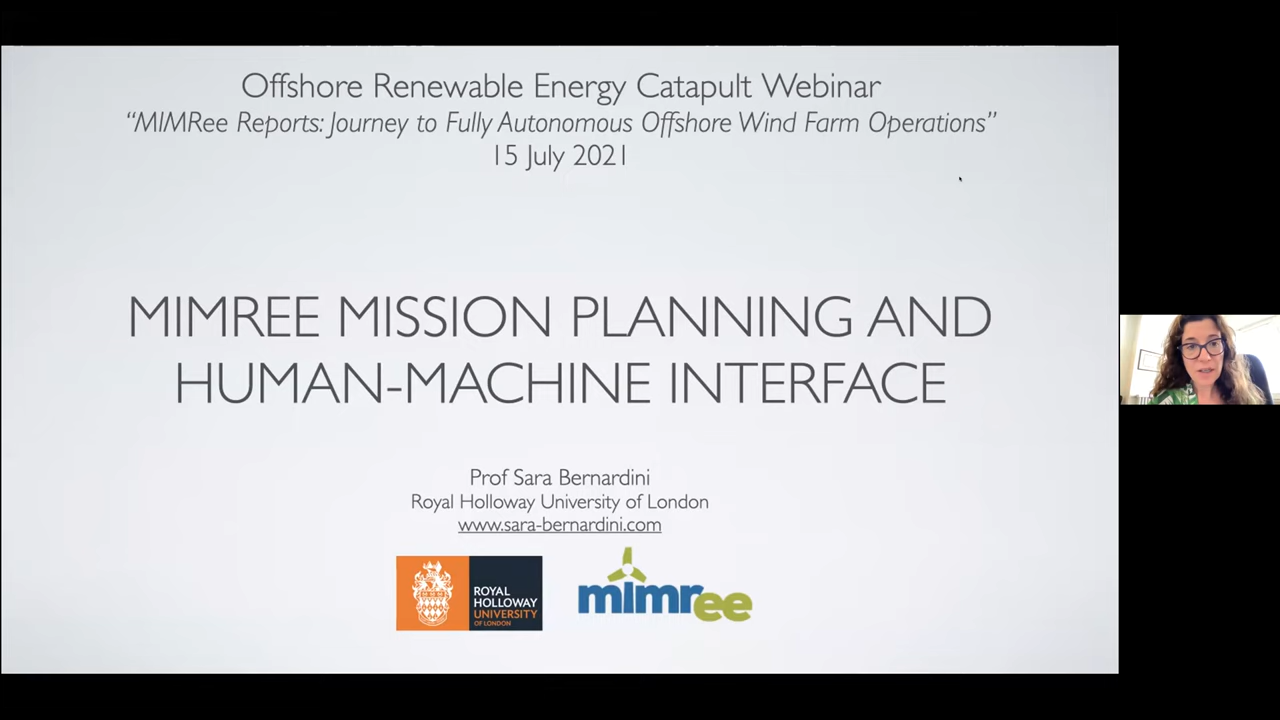 Offshore Renewable Energy Catapult Webinar
“MIMRee Reports: Journey to Fully Autonomous Offshore Wind Farm Operations”
15 July 2021
MIMREE MISSION PLANNING AND
HUMAN-MACHINE INTERFACE
Prof Sara Bernardini
Royal Holloway University of London
www.sara-bernardini.com
ROYAL
HOLLOWAY
UNIVERSITY
OF LONDON
mimree